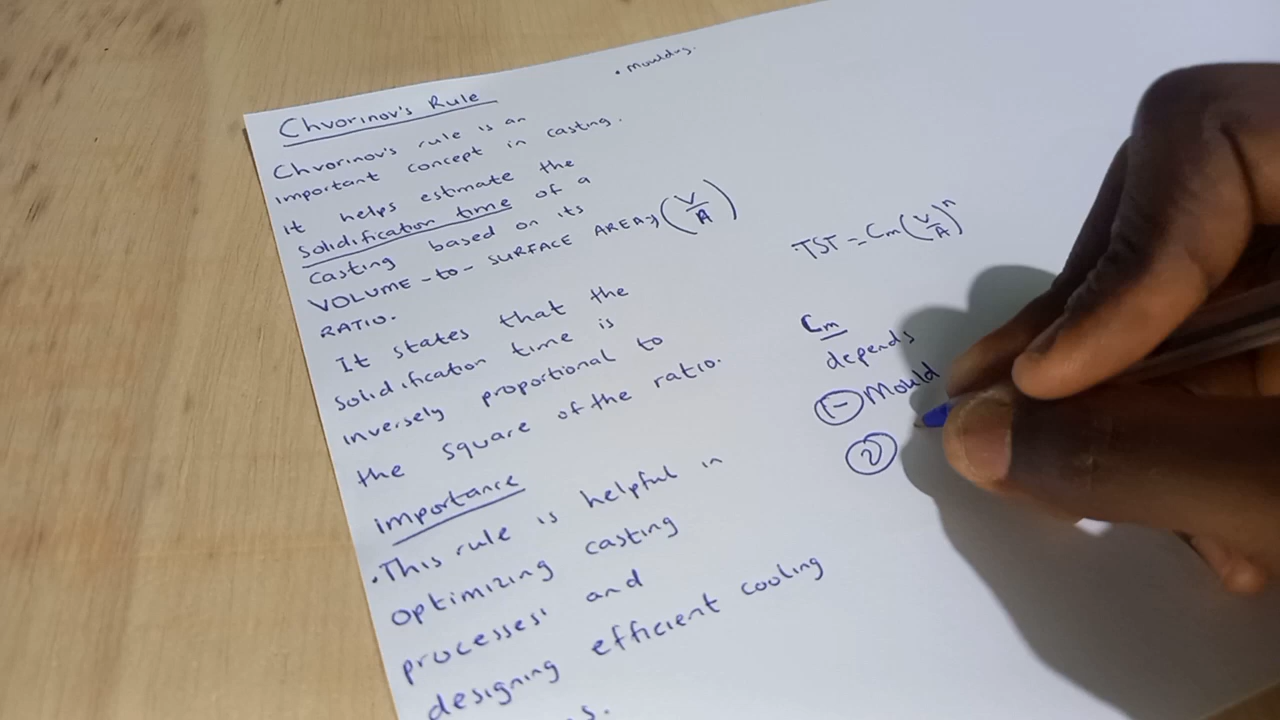 . Moulding.
Chvorinov's Rule
Chvorinov's rule is an
important concept in casting.
it helps estimate the
solidification time of a
casting based on its
VOLUME-to-SURFACE AREA, (V/A)
RATIO.
It states that the
solidification time is
inversely proportional to
the square of the ratio.
importance
.This rule is helpful in
optimizing casting
processes' and
designing efficient cooling
s.
.TST = Cm (V/A)^n
Cm
depends
1- Mould
2